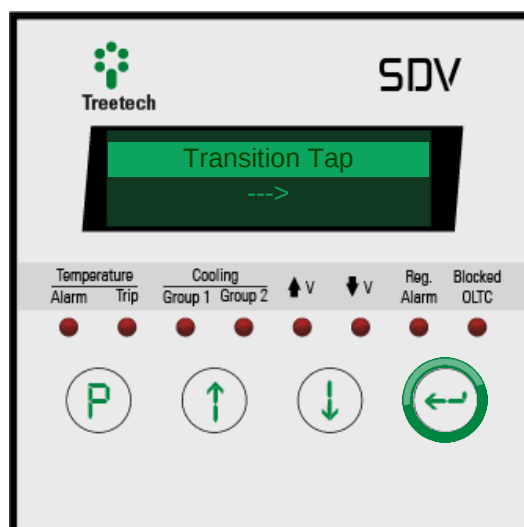 Treetech
SDV
Transition Tap
--->
Temperature
Alarm Trip
Cooling
Group 1 Group 2
V
V
Reg.
Alarm
Blocked
OLTC
P